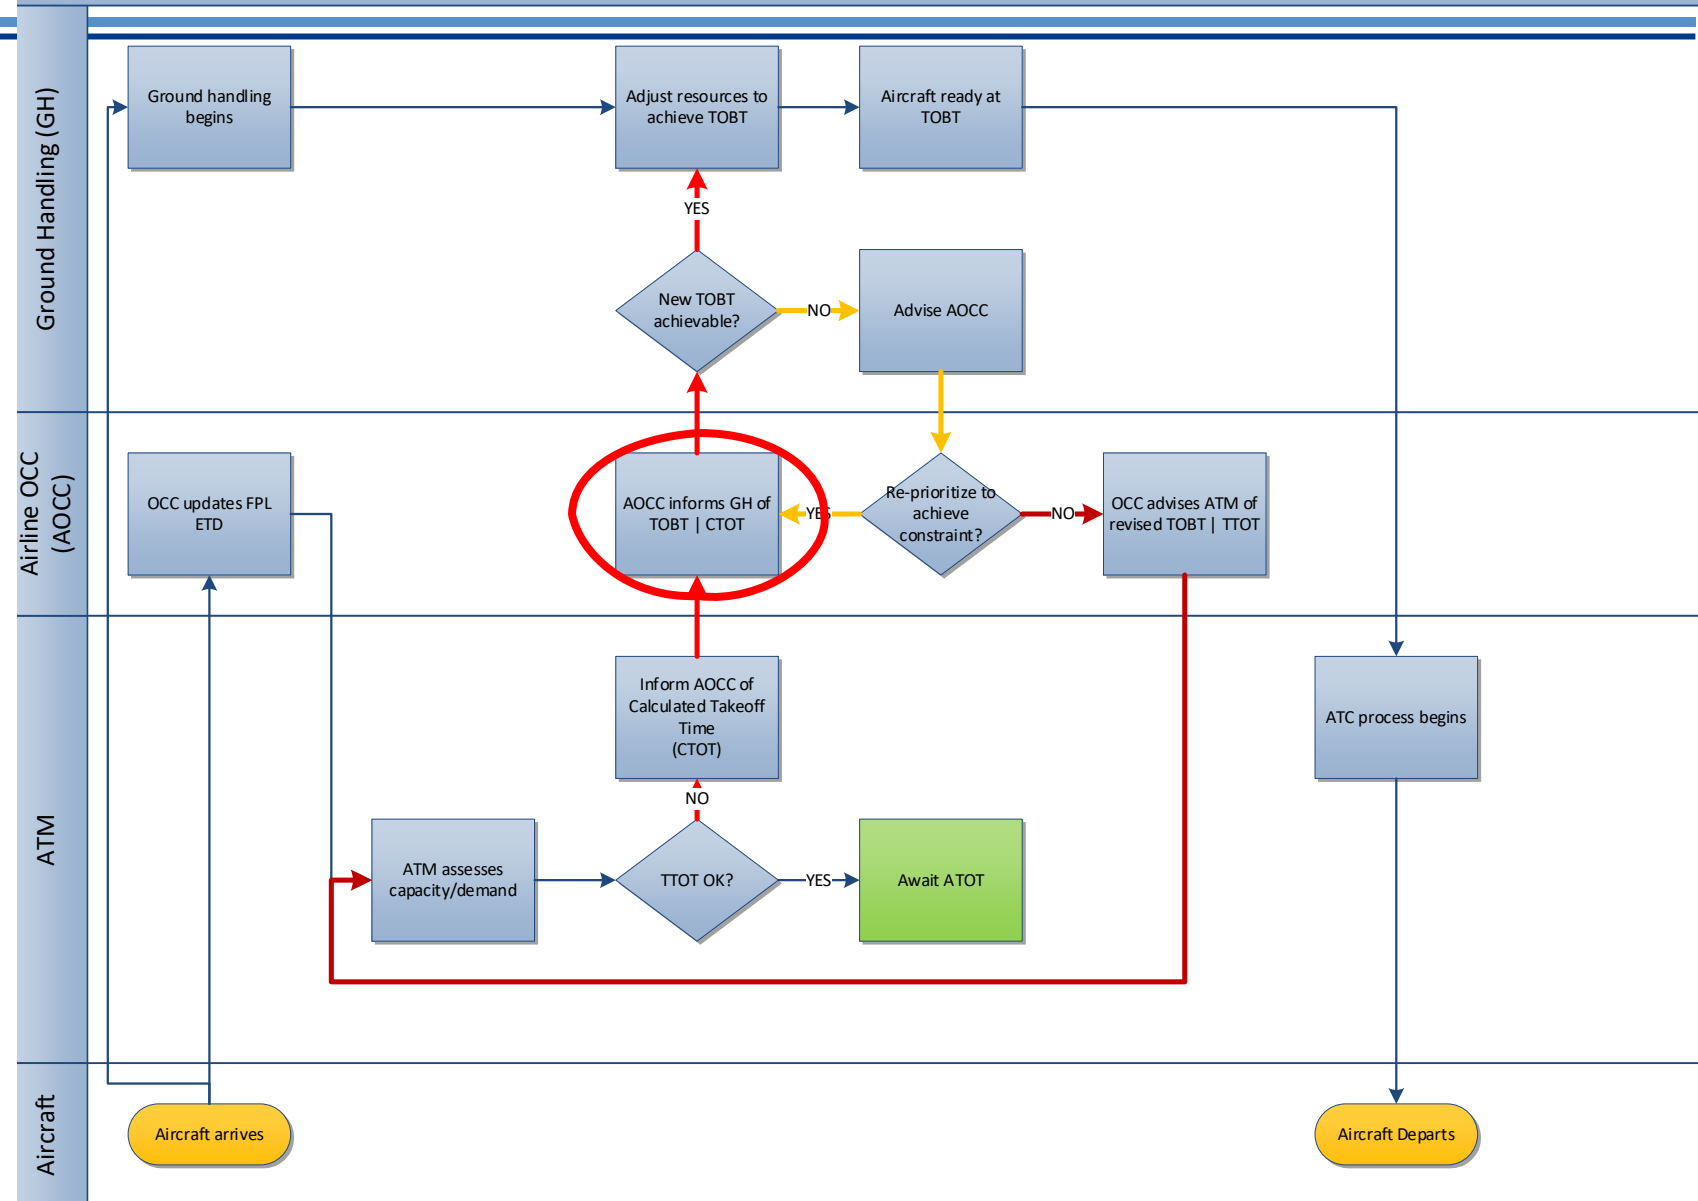 Ground Handling (GH)
Ground handling
begins
Adjust resources to
achieve TOBT
Aircraft ready at
TOBT
YES
New TOBT
achievable?
NO
Advise AOCC
Airline OCC
(AOCC)
OCC updates FPL
ETD
AOCC informs GH of
TOBT | CTOT
YES
Re-prioritize to
achieve
constraint?
NO
OCC advises ATM of
revised TOBT | TTOT
ATM
Inform AOCC of
Calculated Takeoff
Time
(CTOT)
ATC process begins
NO
ATM assesses
capacity/demand
TTOT OK?
YES
Await ATOT
Aircraft
Aircraft arrives
Aircraft Departs